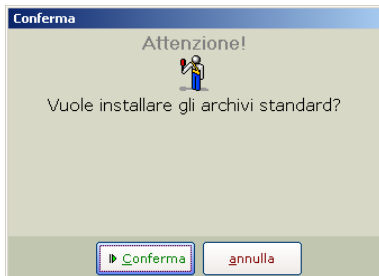 Conferma
Attenzione!
Vuole installare gli archivi standard?
Conferma
annulla